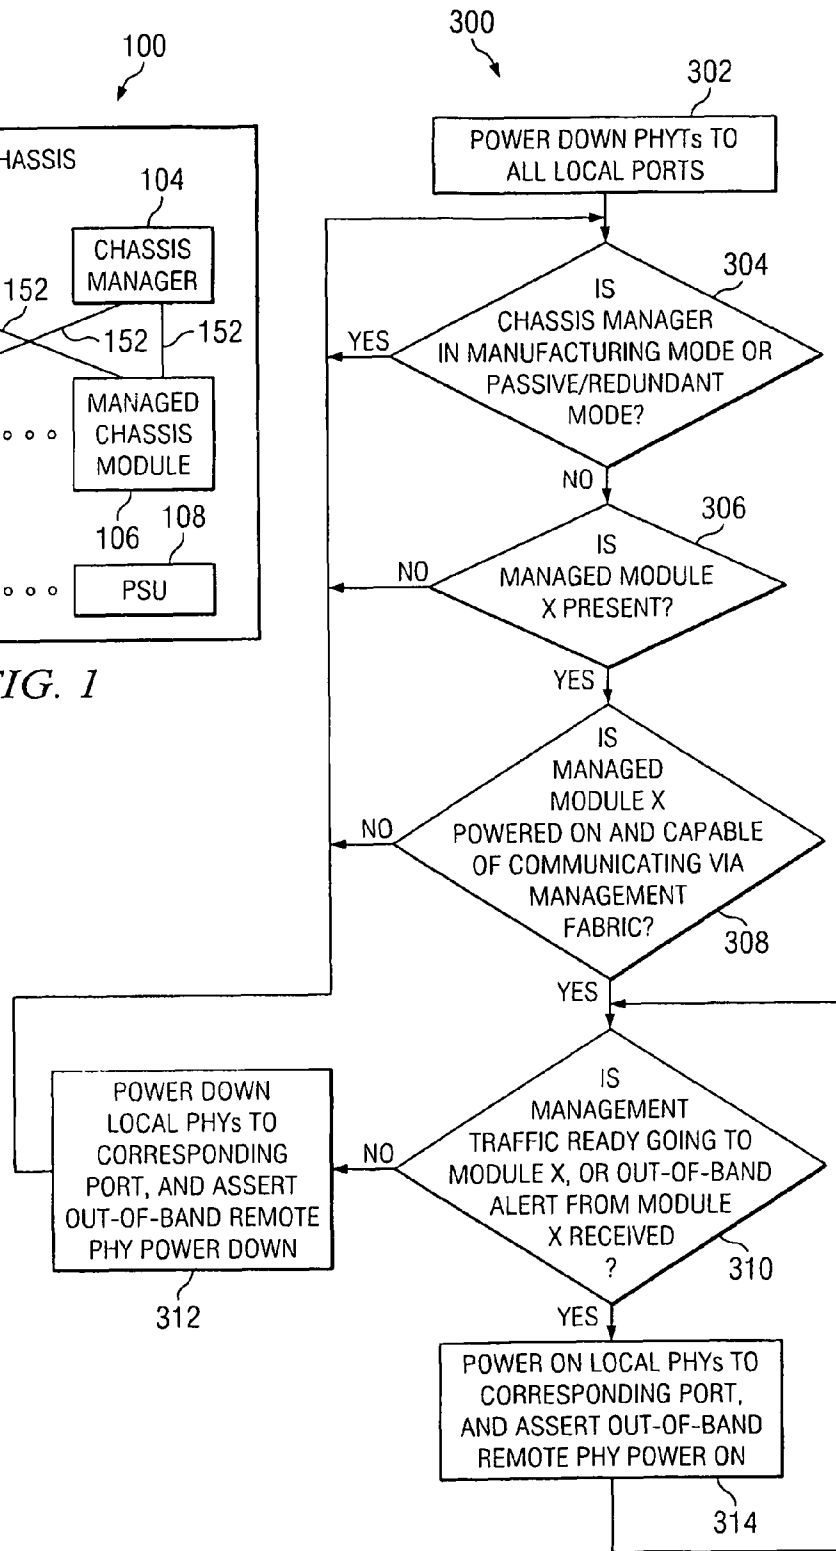 100
HASSIS
104
CHASSIS
MANAGER
152
152
152
MANAGED
CHASSIS
MODULE
106
108
PSU
IG. 1
300
302
POWER DOWN PHYTs TO
ALL LOCAL PORTS
304
IS
CHASSIS MANAGER
IN MANUFACTURING MODE OR
PASSIVE/REDUNDANT
MODE?
YES
NO
306
IS
MANAGED MODULE
X PRESENT?
NO
YES
IS
MANAGED
MODULE X
POWERED ON AND CAPABLE
OF COMMUNICATING VIA
MANAGEMENT
FABRIC?
308
NO
YES
IS
MANAGEMENT
TRAFFIC READY GOING TO
MODULE X, OR OUT-OF-BAND
ALERT FROM MODULE
X RECEIVED
?
310
NO
YES
POWER DOWN
LOCAL PHYs TO
CORRESPONDING
PORT, AND ASSERT
OUT-OF-BAND REMOTE
PHY POWER DOWN
312
POWER ON LOCAL PHYs TO
CORRESPONDING PORT,
AND ASSERT OUT-OF-BAND
REMOTE PHY POWER ON
314